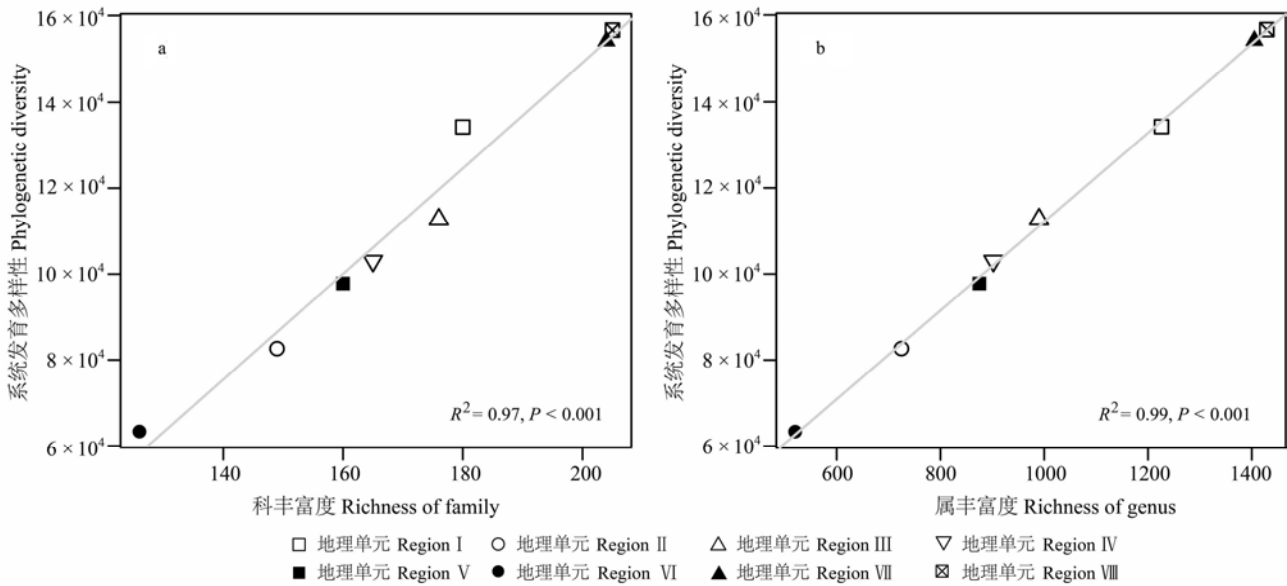 a
系统发育多样性 Phylogenetic diversity
16 × 10⁴
14 × 10⁴
12 × 10⁴
10 × 10⁴
8 × 10⁴
6 × 10⁴
R² = 0.97, P < 0.001
140 160 180 200
科丰富度 Richness of family
b
系统发育多样性 Phylogenetic diversity
16 × 10⁴
14 × 10⁴
12 × 10⁴
10 × 10⁴
8 × 10⁴
6 × 10⁴
R² = 0.99, P < 0.001
600 800 1000 1200 1400
属丰富度 Richness of genus
地理单元 Region Ⅰ 地理单元 Region Ⅱ 地理单元 Region Ⅲ 地理单元 Region Ⅳ
地理单元 Region Ⅴ 地理单元 Region Ⅵ 地理单元 Region Ⅶ 地理单元 Region Ⅷ